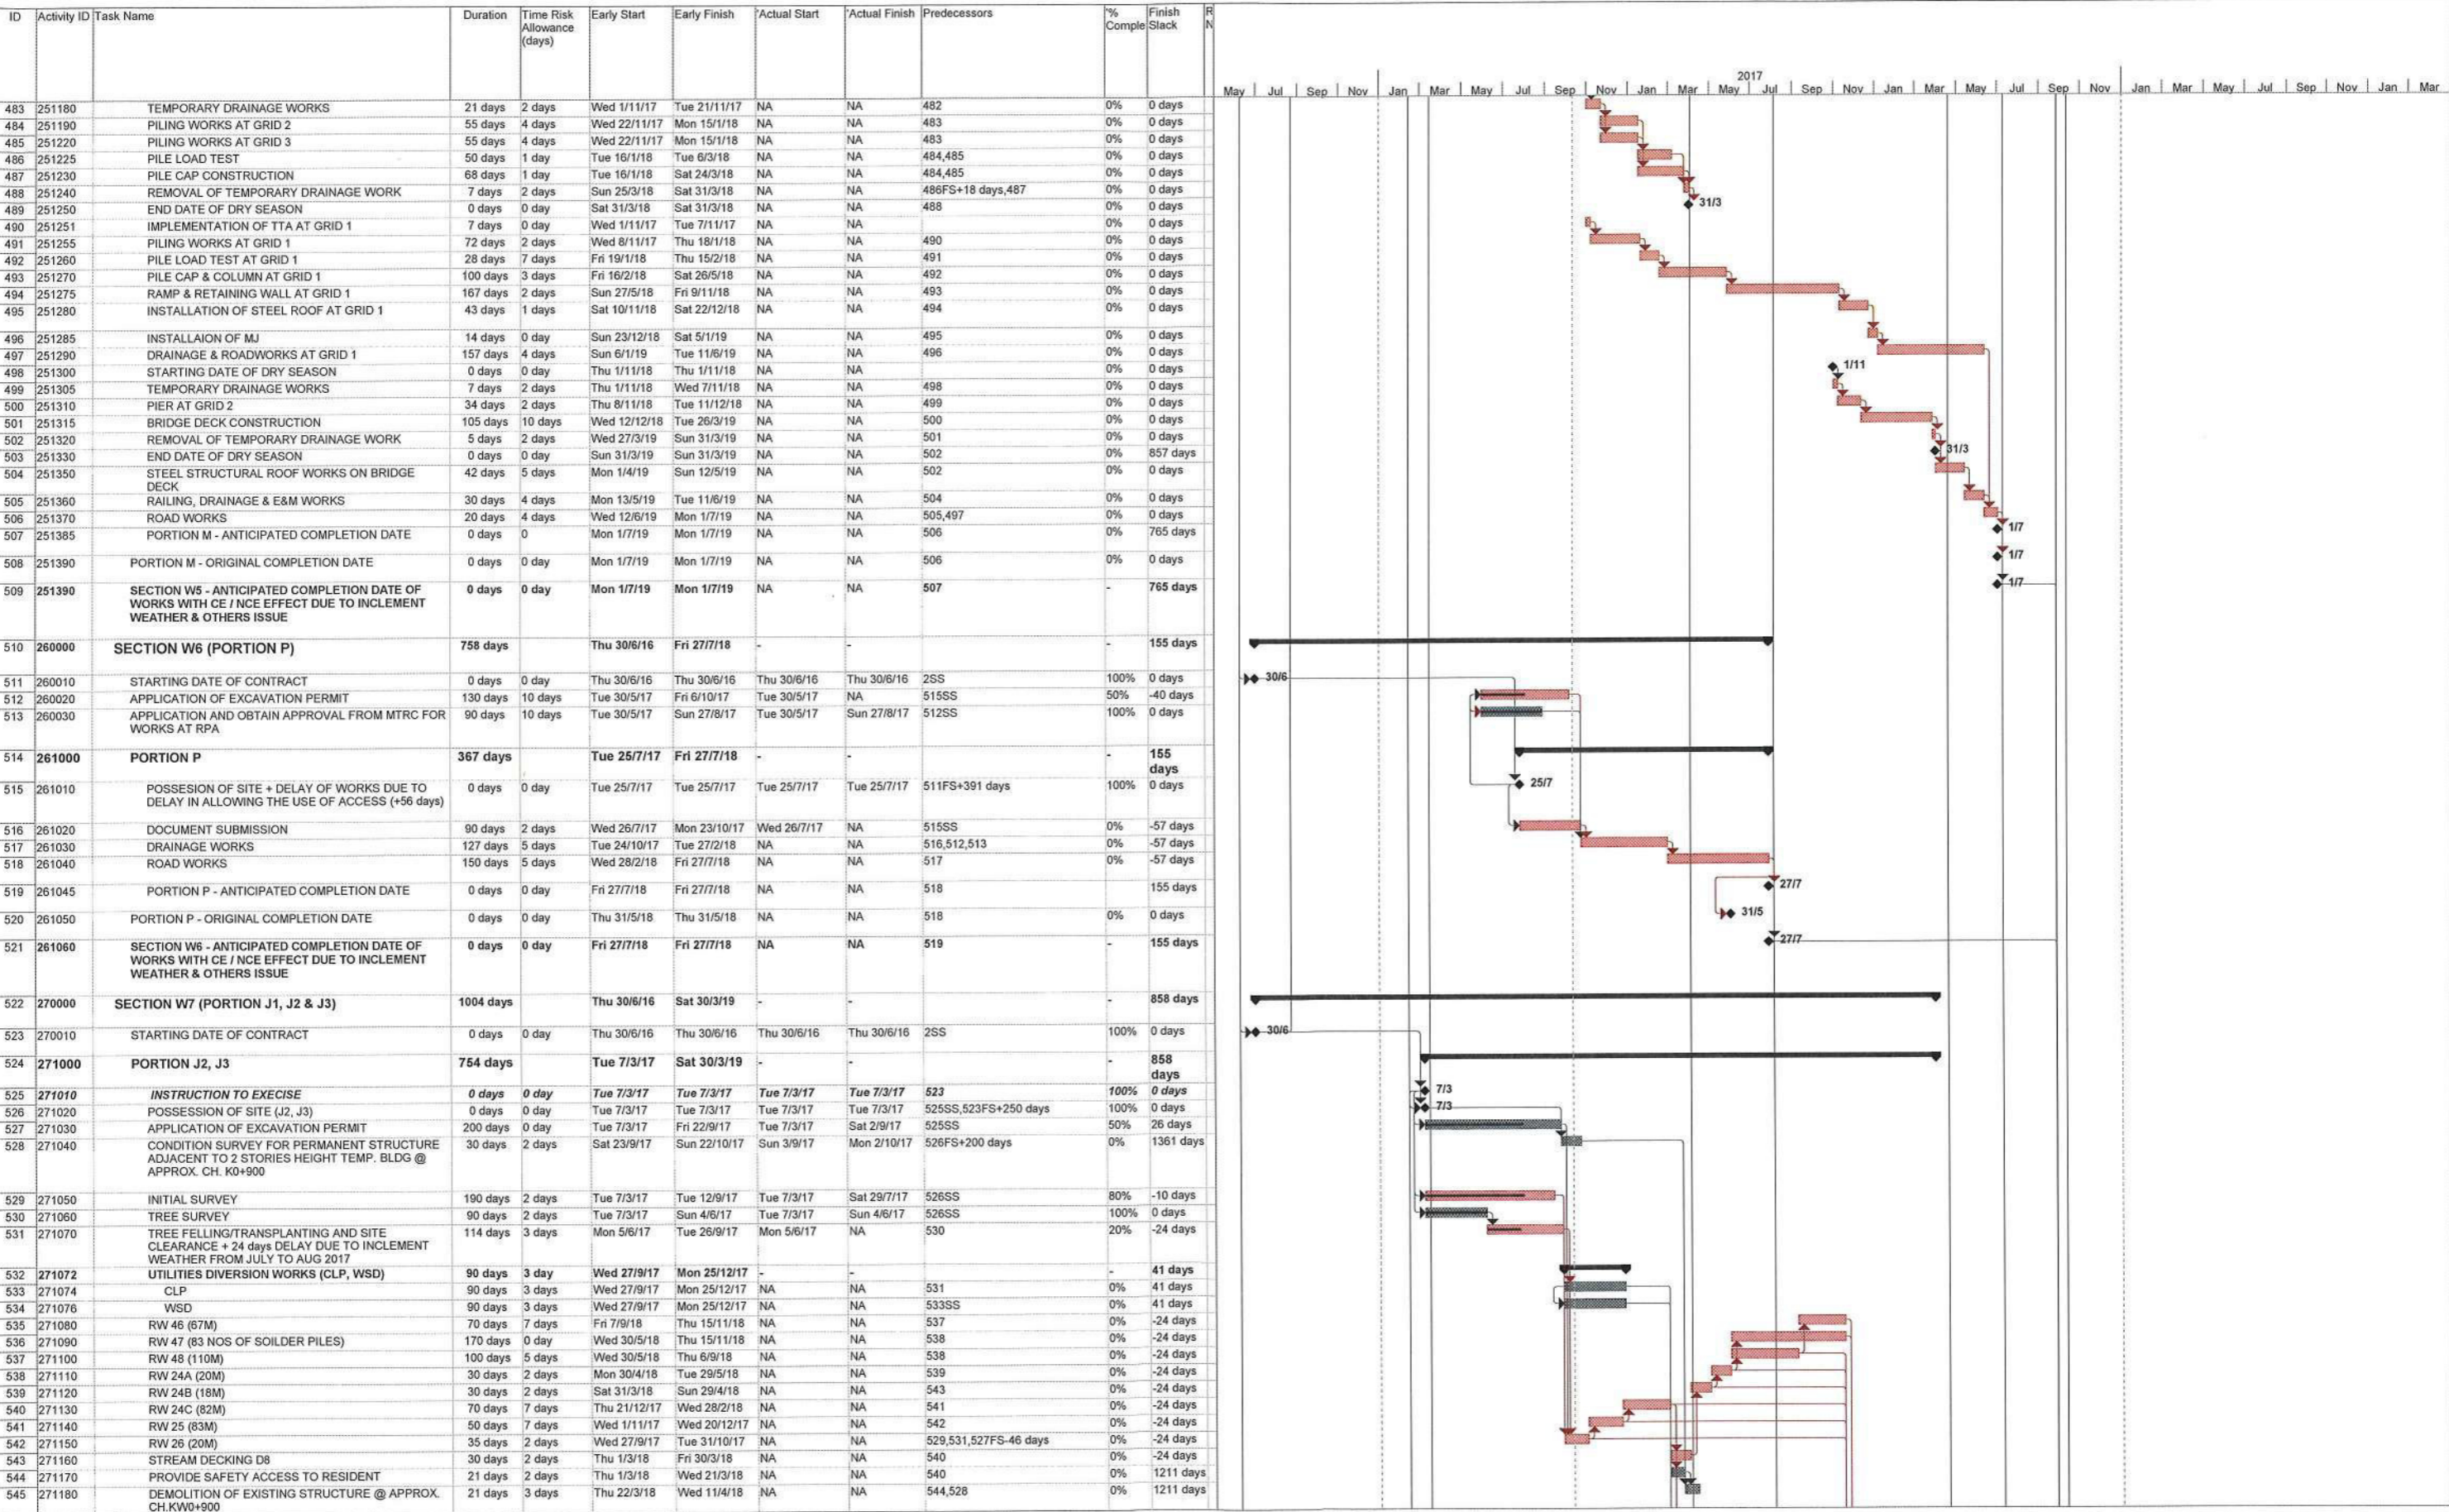 ID Activity ID Task Name Duration Time Risk Allowance (days) Early Start Early Finish 'Actual Start 'Actual Finish Predecessors '% Comple Finish Slack R N
2017
May Jul Sep Nov Jan Mar May Jul Sep Nov Jan Mar May Jul Sep Nov Jan Mar May Jul Sep Nov Jan Mar May Jul Sep Nov Jan Mar
483 251180 TEMPORARY DRAINAGE WORKS 21 days 2 days Wed 1/11/17 Tue 21/11/17 NA NA 482 0% 0 days
484 251190 PILING WORKS AT GRID 2 55 days 4 days Wed 22/11/17 Mon 15/1/18 NA NA 483 0% 0 days
485 251220 PILING WORKS AT GRID 3 55 days 4 days Wed 22/11/17 Mon 15/1/18 NA NA 483 0% 0 days
486 251225 PILE LOAD TEST 50 days 1 day Tue 16/1/18 Tue 6/3/18 NA NA 484,485 0% 0 days
487 251230 PILE CAP CONSTRUCTION 68 days 1 day Tue 16/1/18 Sat 24/3/18 NA NA 484,485 0% 0 days
488 251240 REMOVAL OF TEMPORARY DRAINAGE WORK 7 days 2 days Sun 25/3/18 Sat 31/3/18 NA NA 486FS+18 days,487 0% 0 days
489 251250 END DATE OF DRY SEASON 0 days 0 day Sat 31/3/18 Sat 31/3/18 NA NA 488 0% 0 days 31/3
490 251251 IMPLEMENTATION OF TTA AT GRID 1 7 days 0 day Wed 1/11/17 Tue 7/11/17 NA NA 0% 0 days
491 251255 PILING WORKS AT GRID 1 72 days 2 days Wed 8/11/17 Thu 18/1/18 NA NA 490 0% 0 days
492 251260 PILE LOAD TEST AT GRID 1 28 days 7 days Fri 19/1/18 Thu 15/2/18 NA NA 491 0% 0 days
493 251270 PILE CAP & COLUMN AT GRID 1 100 days 3 days Fri 16/2/18 Sat 26/5/18 NA NA 492 0% 0 days
494 251275 RAMP & RETAINING WALL AT GRID 1 167 days 2 days Sun 27/5/18 Fri 9/11/18 NA NA 493 0% 0 days
495 251280 INSTALLATION OF STEEL ROOF AT GRID 1 43 days 1 days Sat 10/11/18 Sat 22/12/18 NA NA 494 0% 0 days
496 251285 INSTALLAION OF MJ 14 days 0 day Sun 23/12/18 Sat 5/1/19 NA NA 495 0% 0 days
497 251290 DRAINAGE & ROADWORKS AT GRID 1 157 days 4 days Sun 6/1/19 Tue 11/6/19 NA NA 496 0% 0 days
498 251300 STARTING DATE OF DRY SEASON 0 days 0 day Thu 1/11/18 Thu 1/11/18 NA NA 0% 0 days 1/11
499 251305 TEMPORARY DRAINAGE WORKS 7 days 2 days Thu 1/11/18 Wed 7/11/18 NA NA 498 0% 0 days
500 251310 PIER AT GRID 2 34 days 2 days Thu 8/11/18 Tue 11/12/18 NA NA 499 0% 0 days
501 251315 BRIDGE DECK CONSTRUCTION 105 days 10 days Wed 12/12/18 Tue 26/3/19 NA NA 500 0% 0 days
502 251320 REMOVAL OF TEMPORARY DRAINAGE WORK 5 days 2 days Wed 27/3/19 Sun 31/3/19 NA NA 501 0% 0 days
503 251330 END DATE OF DRY SEASON 0 days 0 day Sun 31/3/19 Sun 31/3/19 NA NA 502 0% 857 days 31/3
504 251350 STEEL STRUCTURAL ROOF WORKS ON BRIDGE 42 days 5 days Mon 1/4/19 Sun 12/5/19 NA NA 502 0% 0 days
DECK
505 251360 RAILING, DRAINAGE & E&M WORKS 30 days 4 days Mon 13/5/19 Tue 11/6/19 NA NA 504 0% 0 days
506 251370 ROAD WORKS 20 days 4 days Wed 12/6/19 Mon 1/7/19 NA NA 505,497 0% 0 days
507 251385 PORTION M - ANTICIPATED COMPLETION DATE 0 days 0 Mon 1/7/19 Mon 1/7/19 NA NA 506 0% 765 days 1/7
508 251390 PORTION M - ORIGINAL COMPLETION DATE 0 days 0 day Mon 1/7/19 Mon 1/7/19 NA NA 506 0% 0 days 1/7
509 251390 SECTION W5 - ANTICIPATED COMPLETION DATE OF 0 days 0 day Mon 1/7/19 Mon 1/7/19 NA NA 507 - 765 days 1/7
WORKS WITH CE / NCE EFFECT DUE TO INCLEMENT
WEATHER & OTHERS ISSUE
510 260000 SECTION W6 (PORTION P) 758 days Thu 30/6/16 Fri 27/7/18 - - - 155 days
511 260010 STARTING DATE OF CONTRACT 0 days 0 day Thu 30/6/16 Thu 30/6/16 Thu 30/6/16 Thu 30/6/16 2SS 100% 0 days 30/6
512 260020 APPLICATION OF EXCAVATION PERMIT 130 days 10 days Tue 30/5/17 Fri 6/10/17 Tue 30/5/17 NA 515SS 50% -40 days
513 260030 APPLICATION AND OBTAIN APPROVAL FROM MTRC FOR 90 days 10 days Tue 30/5/17 Sun 27/8/17 Tue 30/5/17 Sun 27/8/17 512SS 100% 0 days
WORKS AT RPA
514 261000 PORTION P 367 days Tue 25/7/17 Fri 27/7/18 - - - 155
days
515 261010 POSSESION OF SITE + DELAY OF WORKS DUE TO 0 days 0 day Tue 25/7/17 Tue 25/7/17 Tue 25/7/17 Tue 25/7/17 511FS+391 days 100% 0 days 25/7
DELAY IN ALLOWING THE USE OF ACCESS (+56 days)
516 261020 DOCUMENT SUBMISSION 90 days 2 days Wed 26/7/17 Mon 23/10/17 Wed 26/7/17 NA 515SS 0% -57 days
517 261030 DRAINAGE WORKS 127 days 5 days Tue 24/10/17 Tue 27/2/18 NA NA 516,512,513 0% -57 days
518 261040 ROAD WORKS 150 days 5 days Wed 28/2/18 Fri 27/7/18 NA NA 517 0% -57 days
519 261045 PORTION P - ANTICIPATED COMPLETION DATE 0 days 0 day Fri 27/7/18 Fri 27/7/18 NA NA 518 155 days 27/7
520 261050 PORTION P - ORIGINAL COMPLETION DATE 0 days 0 day Thu 31/5/18 Thu 31/5/18 NA NA 518 0% 0 days 31/5
521 261060 SECTION W6 - ANTICIPATED COMPLETION DATE OF 0 days 0 day Fri 27/7/18 Fri 27/7/18 NA NA 519 - 155 days 27/7
WORKS WITH CE / NCE EFFECT DUE TO INCLEMENT
WEATHER & OTHERS ISSUE
522 270000 SECTION W7 (PORTION J1, J2 & J3) 1004 days Thu 30/6/16 Sat 30/3/19 - - - 858 days
523 270010 STARTING DATE OF CONTRACT 0 days 0 day Thu 30/6/16 Thu 30/6/16 Thu 30/6/16 Thu 30/6/16 2SS 100% 0 days 30/6
524 271000 PORTION J2, J3 754 days Tue 7/3/17 Sat 30/3/19 - - - 858
days
525 271010 INSTRUCTION TO EXECISE 0 days 0 day Tue 7/3/17 Tue 7/3/17 Tue 7/3/17 Tue 7/3/17 523 100% 0 days 7/3
526 271020 POSSESSION OF SITE (J2, J3) 0 days 0 day Tue 7/3/17 Tue 7/3/17 Tue 7/3/17 Tue 7/3/17 525SS,523FS+250 days 100% 0 days 7/3
527 271030 APPLICATION OF EXCAVATION PERMIT 200 days 0 day Tue 7/3/17 Fri 22/9/17 Tue 7/3/17 Sat 2/9/17 525SS 50% 26 days
528 271040 CONDITION SURVEY FOR PERMANENT STRUCTURE 30 days 2 days Sat 23/9/17 Sun 22/10/17 Sun 3/9/17 Mon 2/10/17 526FS+200 days 0% 1361 days
ADJACENT TO 2 STORIES HEIGHT TEMP. BLDG @
APPROX. CH. K0+900
529 271050 INITIAL SURVEY 190 days 2 days Tue 7/3/17 Tue 12/9/17 Tue 7/3/17 Sat 29/7/17 526SS 80% -10 days
530 271060 TREE SURVEY 90 days 2 days Tue 7/3/17 Sun 4/6/17 Tue 7/3/17 Sun 4/6/17 526SS 100% 0 days
531 271070 TREE FELLING/TRANSPLANTING AND SITE 114 days 3 days Mon 5/6/17 Tue 26/9/17 Mon 5/6/17 NA 530 20% -24 days
CLEARANCE + 24 days DELAY DUE TO INCLEMENT
WEATHER FROM JULY TO AUG 2017
532 271072 UTILITIES DIVERSION WORKS (CLP, WSD) 90 days 3 day Wed 27/9/17 Mon 25/12/17 - - - 41 days
533 271074 CLP 90 days 3 days Wed 27/9/17 Mon 25/12/17 NA NA 531 0% 41 days
534 271076 WSD 90 days 3 days Wed 27/9/17 Mon 25/12/17 NA NA 533SS 0% 41 days
535 271080 RW 46 (67M) 70 days 7 days Fri 7/9/18 Thu 15/11/18 NA NA 537 0% -24 days
536 271090 RW 47 (83 NOS OF SOILDER PILES) 170 days 0 day Wed 30/5/18 Thu 15/11/18 NA NA 538 0% -24 days
537 271100 RW 48 (110M) 100 days 5 days Wed 30/5/18 Thu 6/9/18 NA NA 538 0% -24 days
538 271110 RW 24A (20M) 30 days 2 days Mon 30/4/18 Tue 29/5/18 NA NA 539 0% -24 days
539 271120 RW 24B (18M) 30 days 2 days Sat 31/3/18 Sun 29/4/18 NA NA 543 0% -24 days
540 271130 RW 24C (82M) 70 days 7 days Thu 21/12/17 Wed 28/2/18 NA NA 541 0% -24 days
541 271140 RW 25 (83M) 50 days 7 days Wed 1/11/17 Wed 20/12/17 NA NA 542 0% -24 days
542 271150 RW 26 (20M) 35 days 2 days Wed 27/9/17 Tue 31/10/17 NA NA 529,531,527FS-46 days 0% -24 days
543 271160 STREAM DECKING D8 30 days 2 days Thu 1/3/18 Fri 30/3/18 NA NA 540 0% -24 days
544 271170 PROVIDE SAFETY ACCESS TO RESIDENT 21 days 2 days Thu 1/3/18 Wed 21/3/18 NA NA 540 0% 1211 days
545 271180 DEMOLITION OF EXISTING STRUCTURE @ APPROX. 21 days 3 days Thu 22/3/18 Wed 11/4/18 NA NA 544,528 0% 1211 days
CH.KW0+900